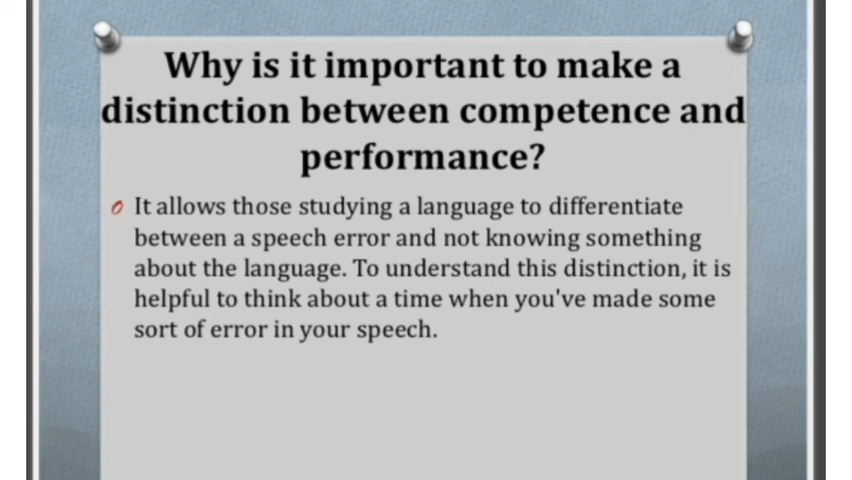 Why is it important to make a
distinction between competence and
performance?
It allows those studying a language to differentiate
between a speech error and not knowing something
about the language. To understand this distinction, it is
helpful to think about a time when you've made some
sort of error in your speech.